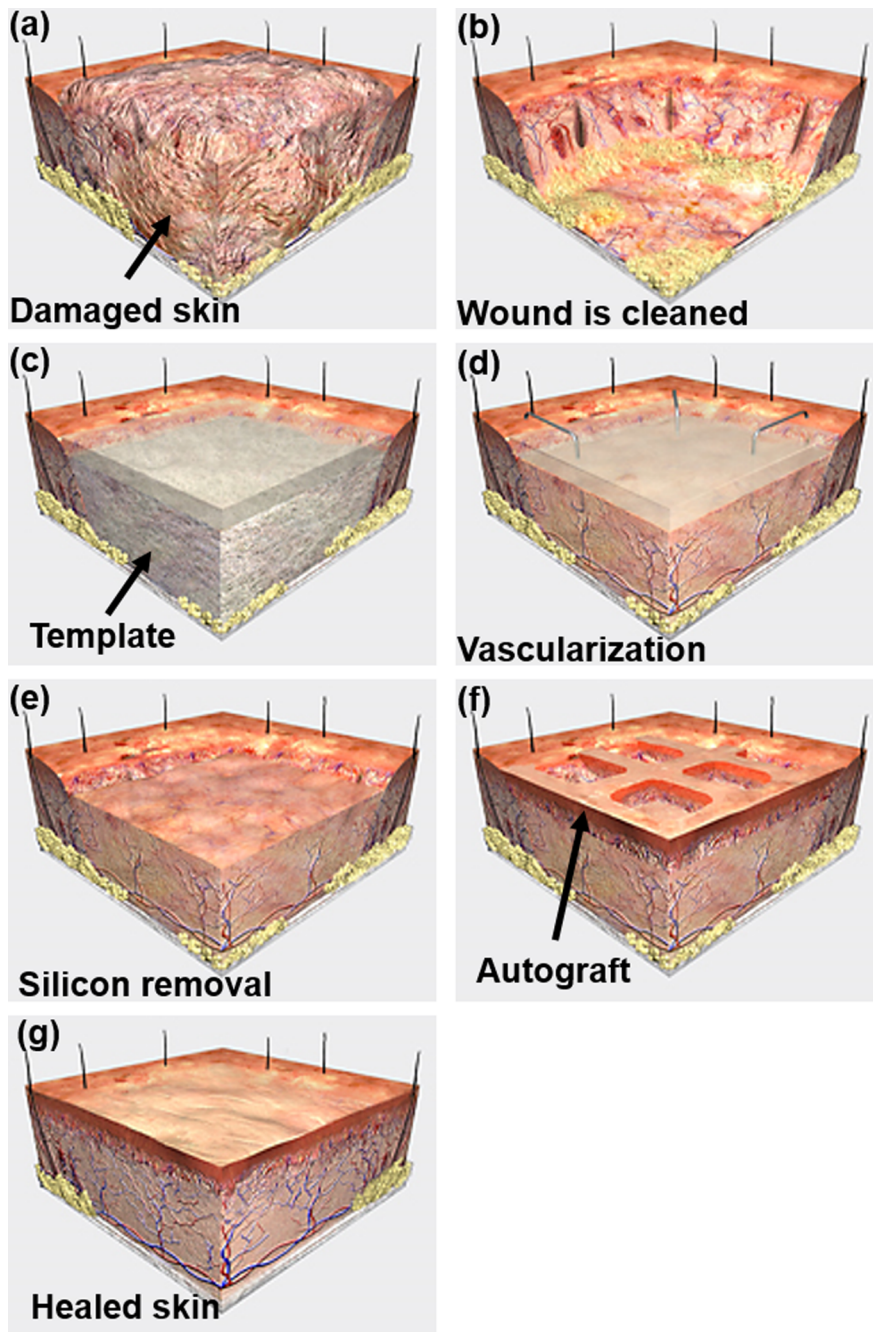 (a)
Damaged skin
(b)
Wound is cleaned
(c)
Template
(d)
Vascularization
(e)
Silicon removal
(f)
Autograft
(g)
Healed skin